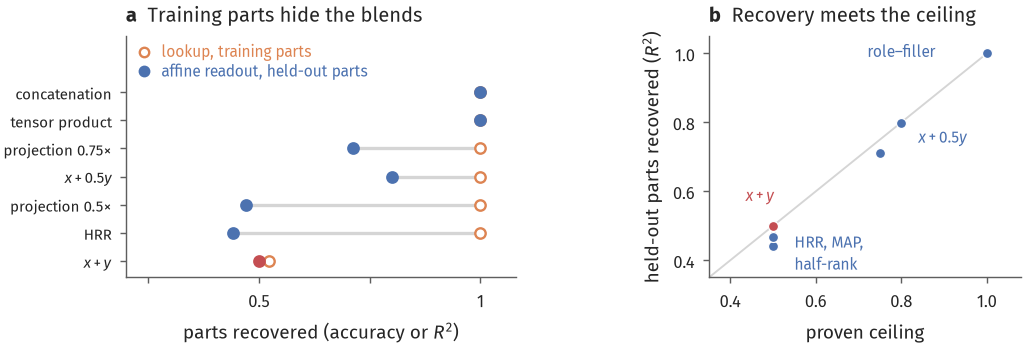 a Training parts hide the blends
lookup, training parts
affine readout, held-out parts
concatenation
tensor product
projection 0.75×
x + 0.5y
projection 0.5×
HRR
x + y
0.5
1
parts recovered (accuracy or R²)
b Recovery meets the ceiling
held-out parts recovered (R²)
1.0
0.8
0.6
0.4
role–filler
x + 0.5y
x + y
HRR, MAP,
half-rank
0.4
0.6
0.8
1.0
proven ceiling